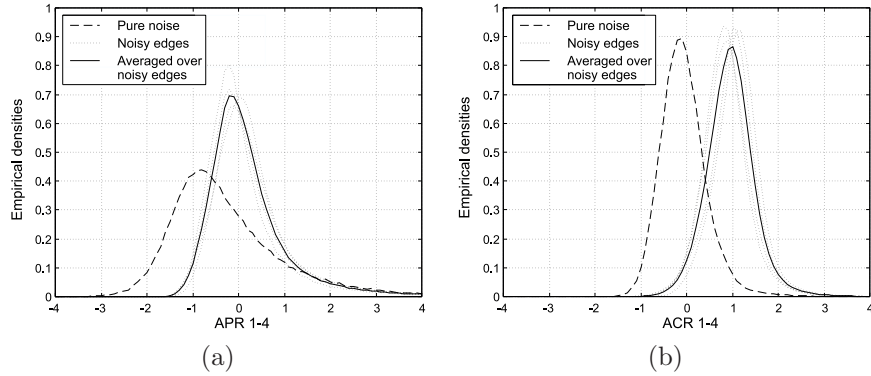 1
0.9
0.8
0.7
0.6
0.5
0.4
0.3
0.2
0.1
0
Empirical densities
Pure noise
Noisy edges
Averaged over
noisy edges
-4 -3 -2 -1 0 1 2 3 4
APR 1-4
(a)
1
0.9
0.8
0.7
0.6
0.5
0.4
0.3
0.2
0.1
0
Empirical densities
Pure noise
Noisy edges
Averaged over
noisy edges
-4 -3 -2 -1 0 1 2 3 4
ACR 1-4
(b)